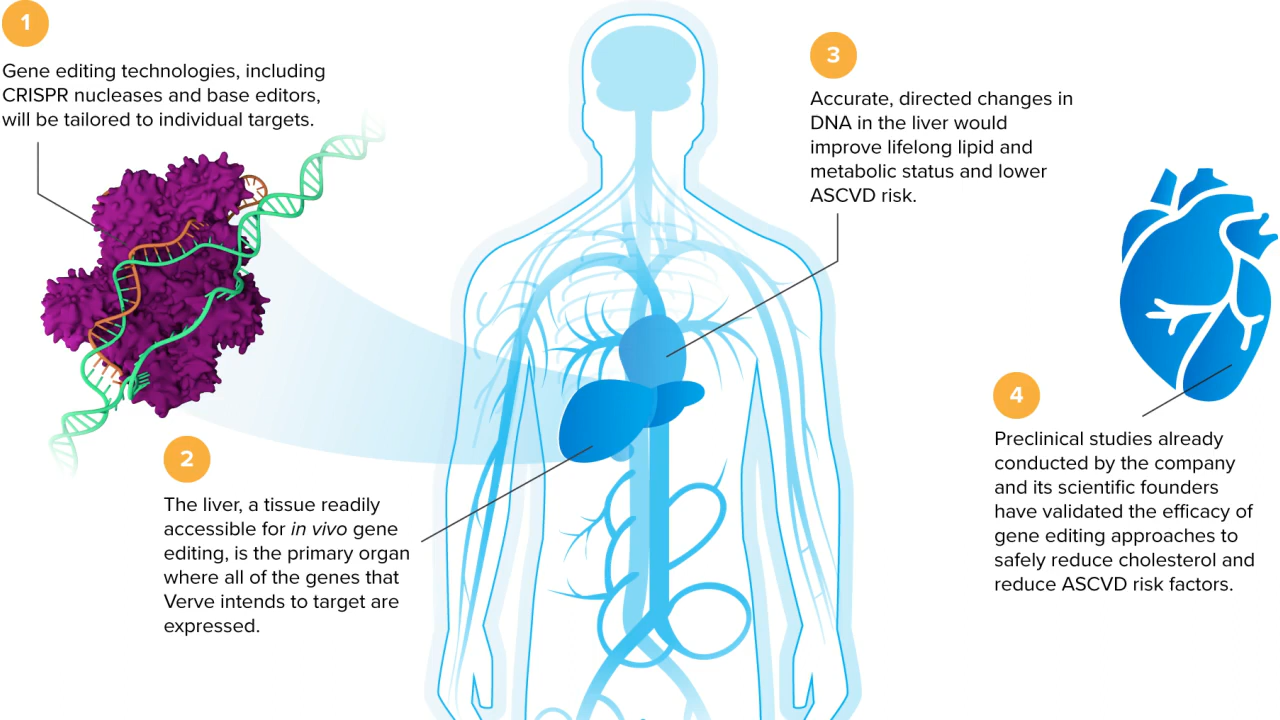 1
Gene editing technologies, including
CRISPR nucleases and base editors,
will be tailored to individual targets.
2
The liver, a tissue readily
accessible for in vivo gene
editing, is the primary organ
where all of the genes that
Verve intends to target are
expressed.
3
Accurate, directed changes in
DNA in the liver would
improve lifelong lipid and
metabolic status and lower
ASCVD risk.
4
Preclinical studies already
conducted by the company
and its scientific founders
have validated the efficacy of
gene editing approaches to
safely reduce cholesterol and
reduce ASCVD risk factors.